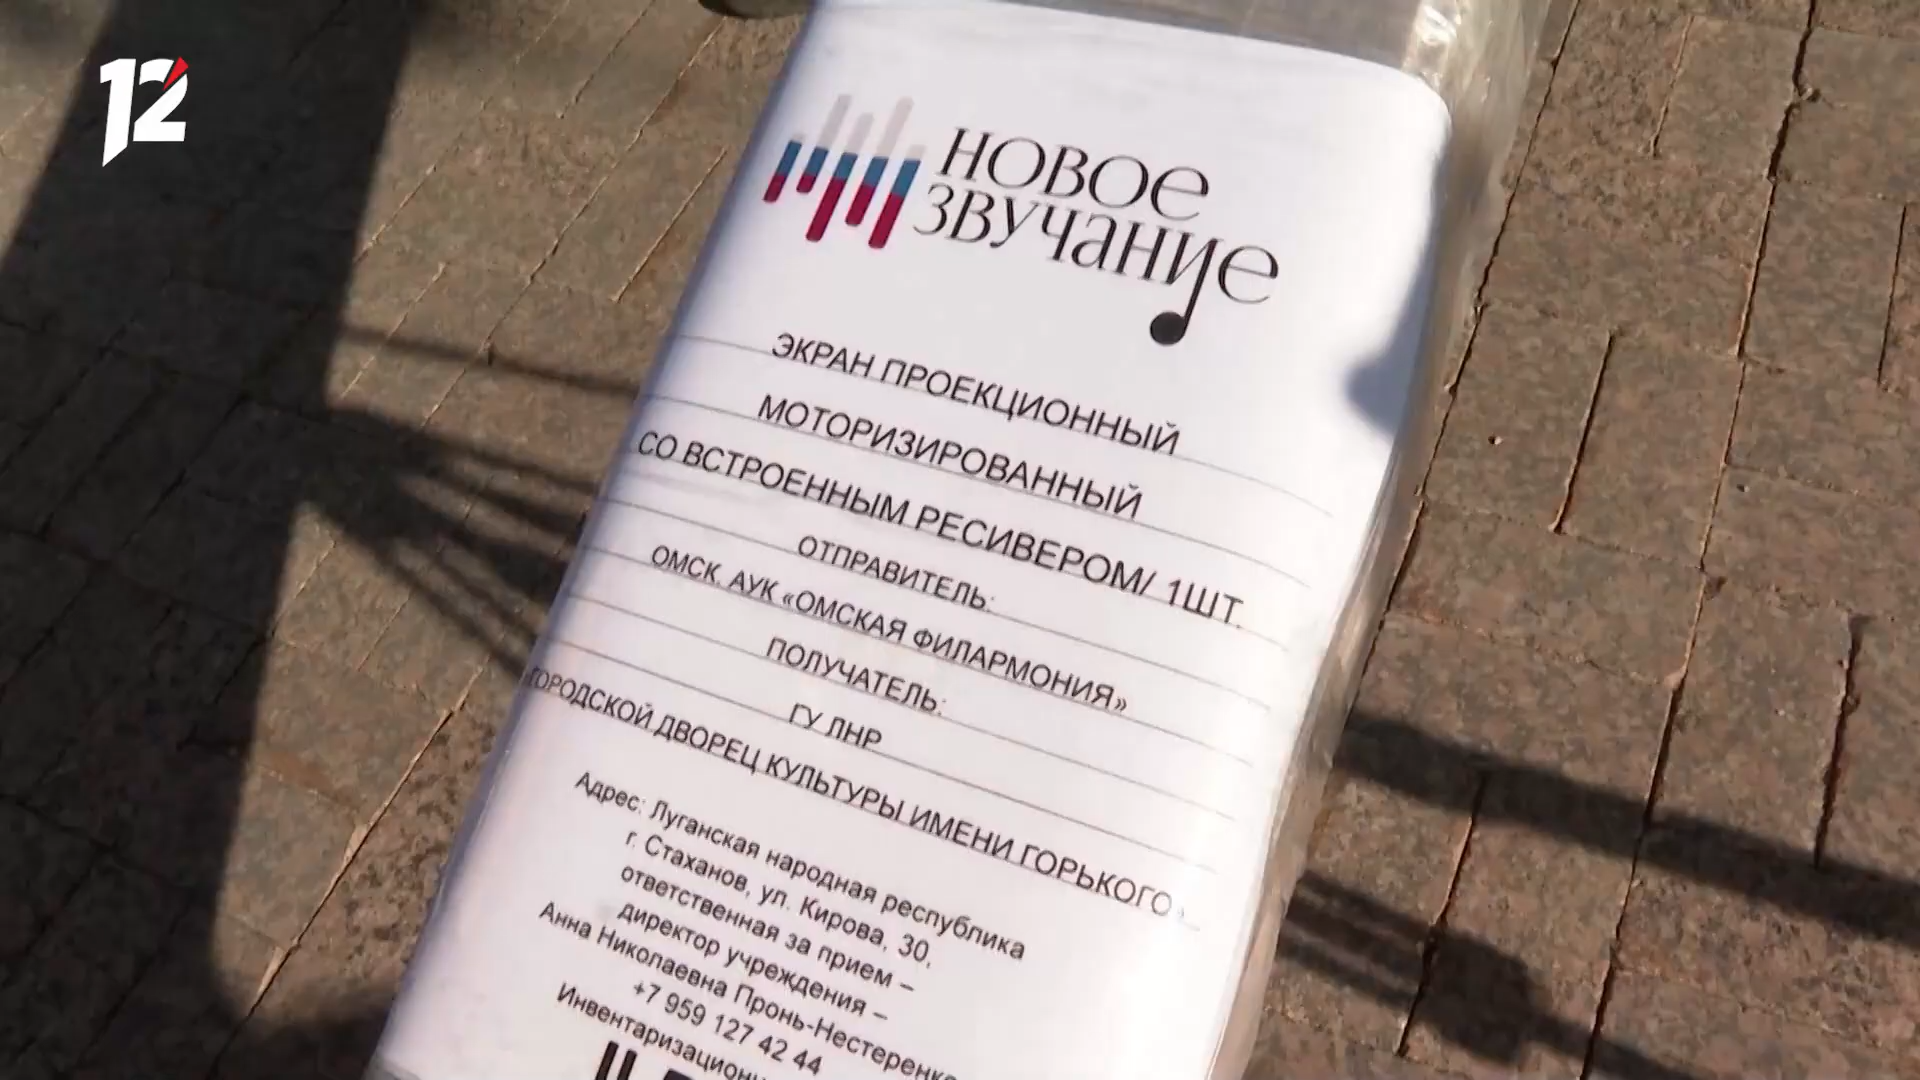 12
НОВОЕ
ЗВУЧАНИЕ
ЭКРАН ПРОЕКЦИОННЫЙ
МОТОРИЗИРОВАННЫЙ
СО ВСТРОЕННЫМ РЕСИВЕРОМ/ 1ШТ.
ОТПРАВИТЕЛЬ:
ОМСК. АУК «ОМСКАЯ ФИЛАРМОНИЯ»
ПОЛУЧАТЕЛЬ:
ГУ ЛНР
ГОРОДСКОЙ ДВОРЕЦ КУЛЬТУРЫ ИМЕНИ ГОРЬКОГО
Адрес: Луганская народная республика
г. Стаханов, ул. Кирова, 30,
ответственная за прием –
директор учреждения –
Анна Николаевна Пронь-Нестеренко
+7 959 127 42 44